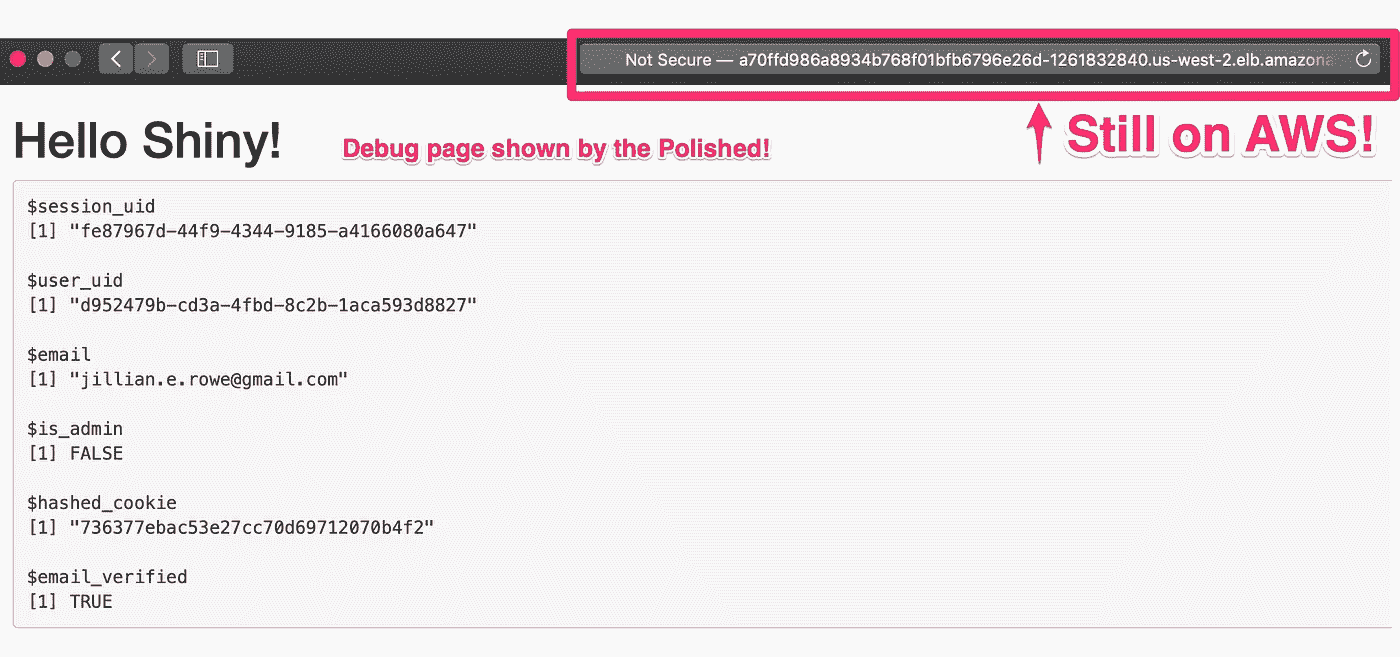 Not Secure — a70ffd986a8934b768f01bfb6796e26d-1261832840.us-west-2.elb.amazona
Hello Shiny!
Debug page shown by the Polished!
Still on AWS!
$session_uid
[1] "fe87967d-44f9-4344-9185-a4166080a647"
$user_uid
[1] "d952479b-cd3a-4fbd-8c2b-1aca593d8827"
$email
[1] "jillian.e.rowe@gmail.com"
$is_admin
[1] FALSE
$hashed_cookie
[1] "736377ebac53e27cc70d69712070b4f2"
$email_verified
[1] TRUE